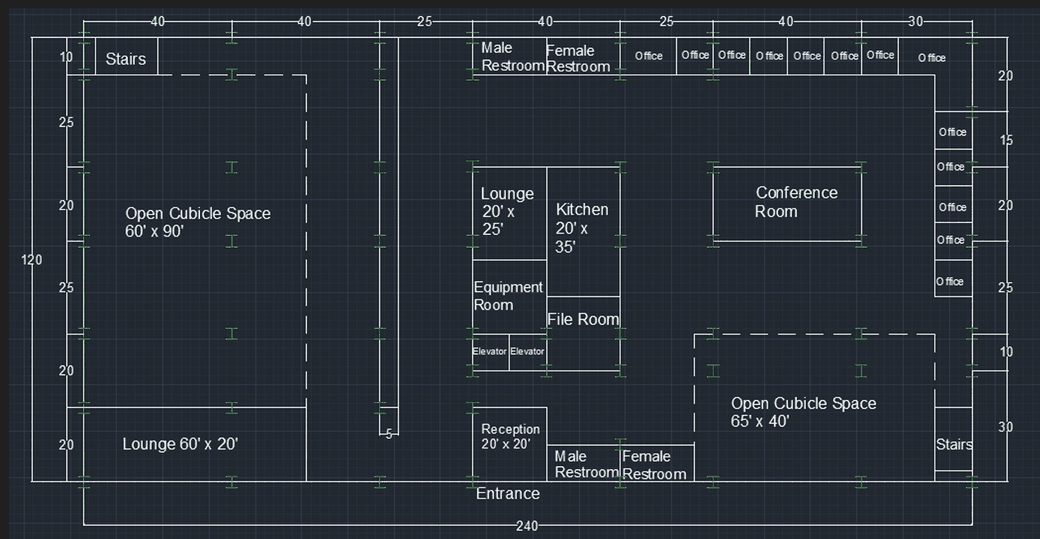 40
40
25
40
25
40
30
10
Stairs
Male
Restroom
Female
Restroom
Office
Office
Office
Office
Office
Office
Office
Office
20
25
Office
15
Office
20
Open Cubicle Space
60' x 90'
Lounge
20' x
25'
Kitchen
20' x
35'
Conference
Room
Office
20
Office
120
25
Equipment
Room
Office
25
File Room
20
Elevator
Elevator
10
Open Cubicle Space
65' x 40'
30
20
Lounge 60' x 20'
5
Reception
20' x 20'
Male
Restroom
Female
Restroom
Stairs
Entrance
240